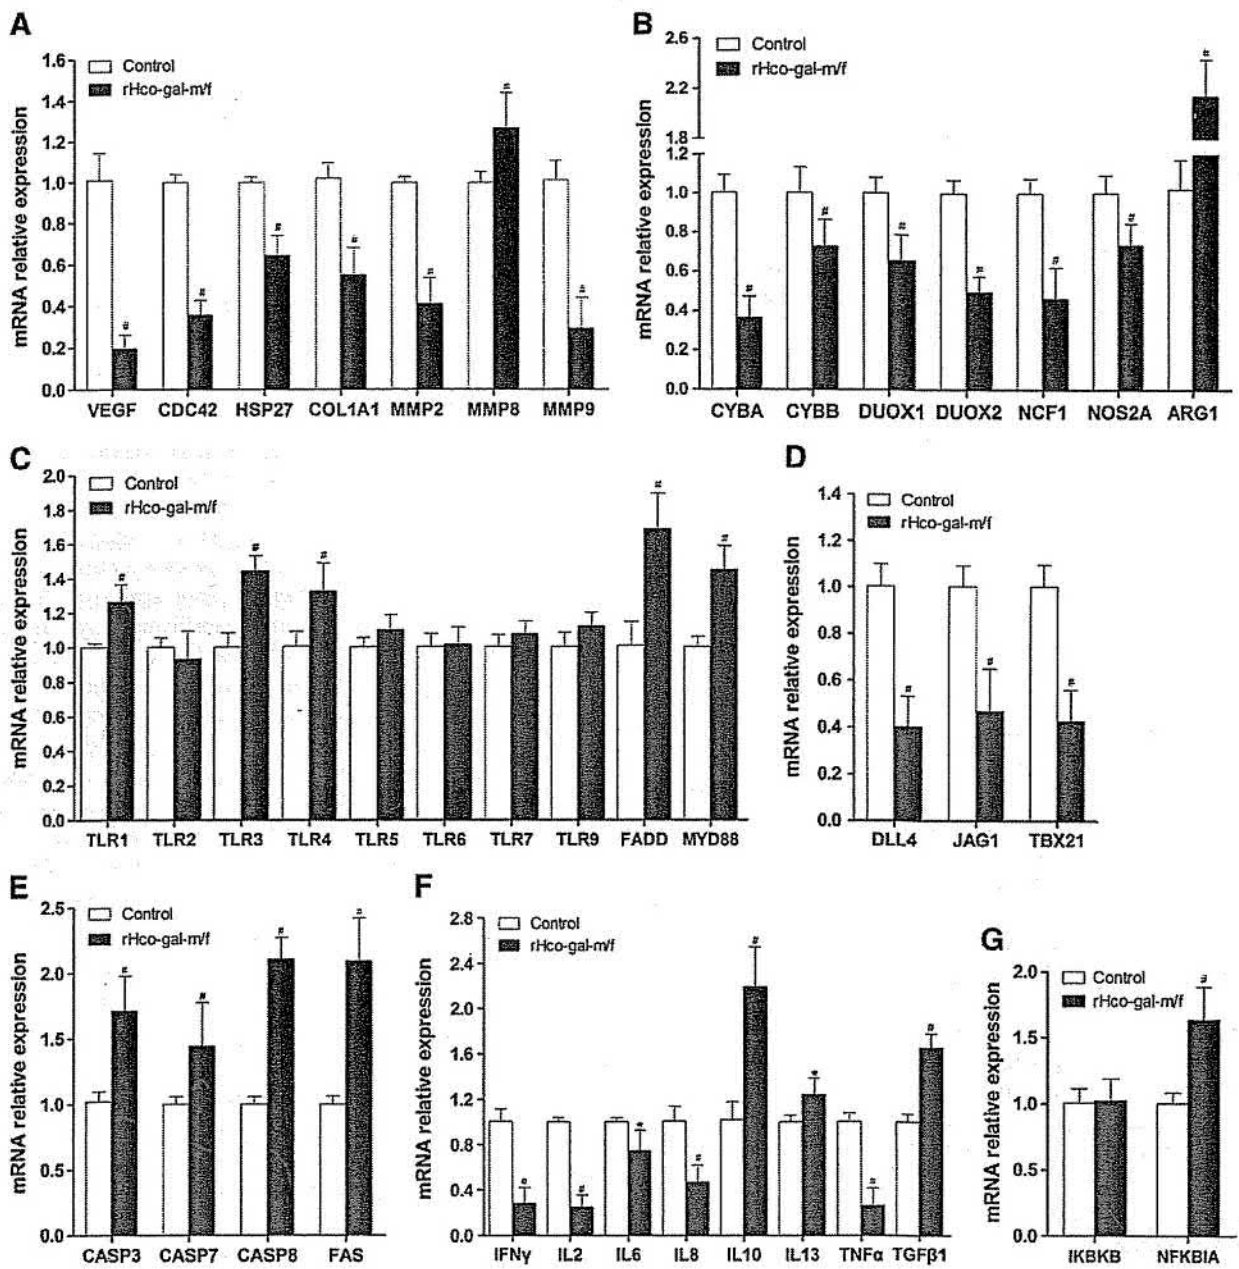 A
mRNA relative expression
1.6
1.4
1.2
1.0
0.8
0.6
0.4
0.2
0.0
Control
rHco-gal-m/f
# # # # # #
VEGF CDC42 HSP27 COL1A1 MMP2 MMP8 MMP9
B
mRNA relative expression
2.6
2.2
1.8
1.2
1.0
0.8
0.6
0.4
0.2
0.0
Control
rHco-gal-m/f
# # # # # #
CYBA CYBB DUOX1 DUOX2 NCF1 NOS2A ARG1
C
mRNA relative expression
2.0
1.8
1.6
1.4
1.2
1.0
0.8
0.6
0.4
0.2
0.0
Control
rHco-gal-m/f
# # # # #
TLR1 TLR2 TLR3 TLR4 TLR5 TLR6 TLR7 TLR9 FADD MYD88
D
mRNA relative expression
1.4
1.2
1.0
0.8
0.6
0.4
0.2
0.0
Control
rHco-gal-m/f
# # #
DLL4 JAG1 TBX21
E
mRNA relative expression
2.5
2.0
1.5
1.0
0.5
0.0
Control
rHco-gal-m/f
# # #
CASP3 CASP7 CASP8 FAS
F
mRNA relative expression
2.8
2.4
2.0
1.6
1.2
0.8
0.4
0.0
Control
rHco-gal-m/f
# # * # # * #
IFNγ IL2 IL6 IL8 IL10 IL13 TNFα TGFβ1
G
mRNA relative expression
2.0
1.5
1.0
0.5
0.0
Control
rHco-gal-m/f
#
IKBKB NFKBIA